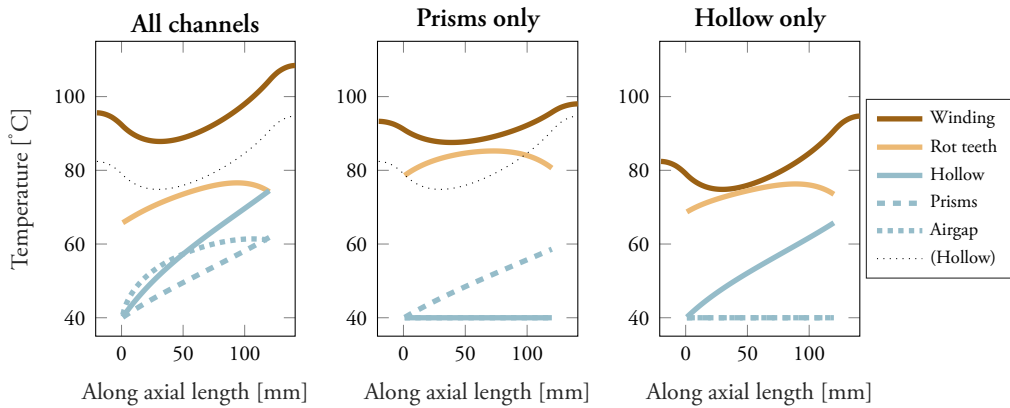 All channels
Prisms only
Hollow only
Temperature [°C]
100
80
60
40
0
50
100
Along axial length [mm]
100
80
60
40
0
50
100
Along axial length [mm]
100
80
60
40
0
50
100
Along axial length [mm]
Winding
Rot teeth
Hollow
Prisms
Airgap
(Hollow)